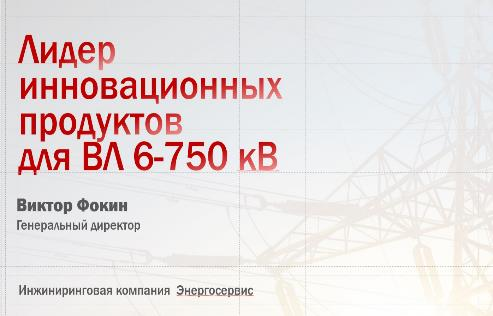 Лидер
инновационных
продуктов
для ВЛ 6-750 кВ
Виктор Фокин
Генеральный директор
Инжиниринговая компания Энергосервис